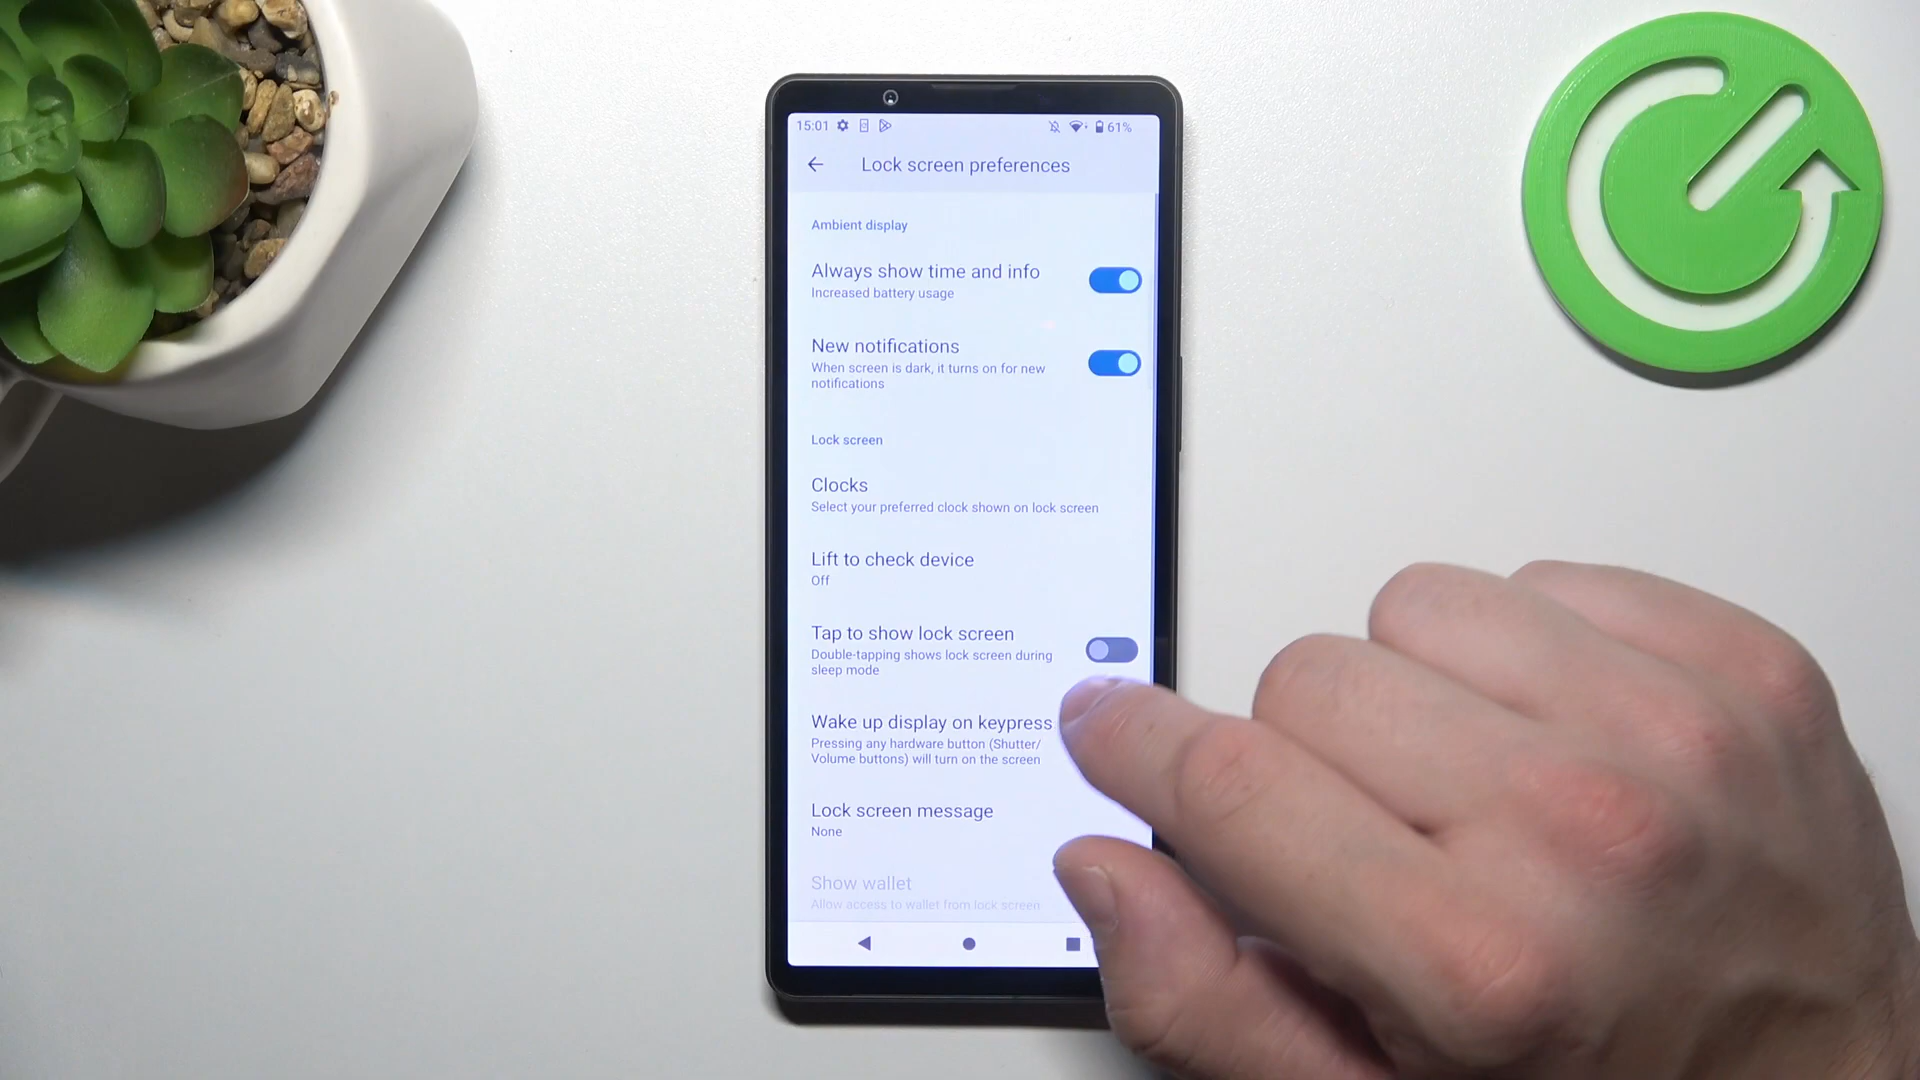 15:01 61%
Lock screen preferences
Ambient display
Always show time and info
Increased battery usage
New notifications
When screen is dark, it turns on for new
notifications
Lock screen
Clocks
Select your preferred clock shown on lock screen
Lift to check device
Off
Tap to show lock screen
Double-tapping shows lock screen during
sleep mode
Wake up display on keypress
Pressing any hardware button (Shutter/
Volume buttons) will turn on the screen
Lock screen message
None
Show wallet
Allow access to wallet from lock screen